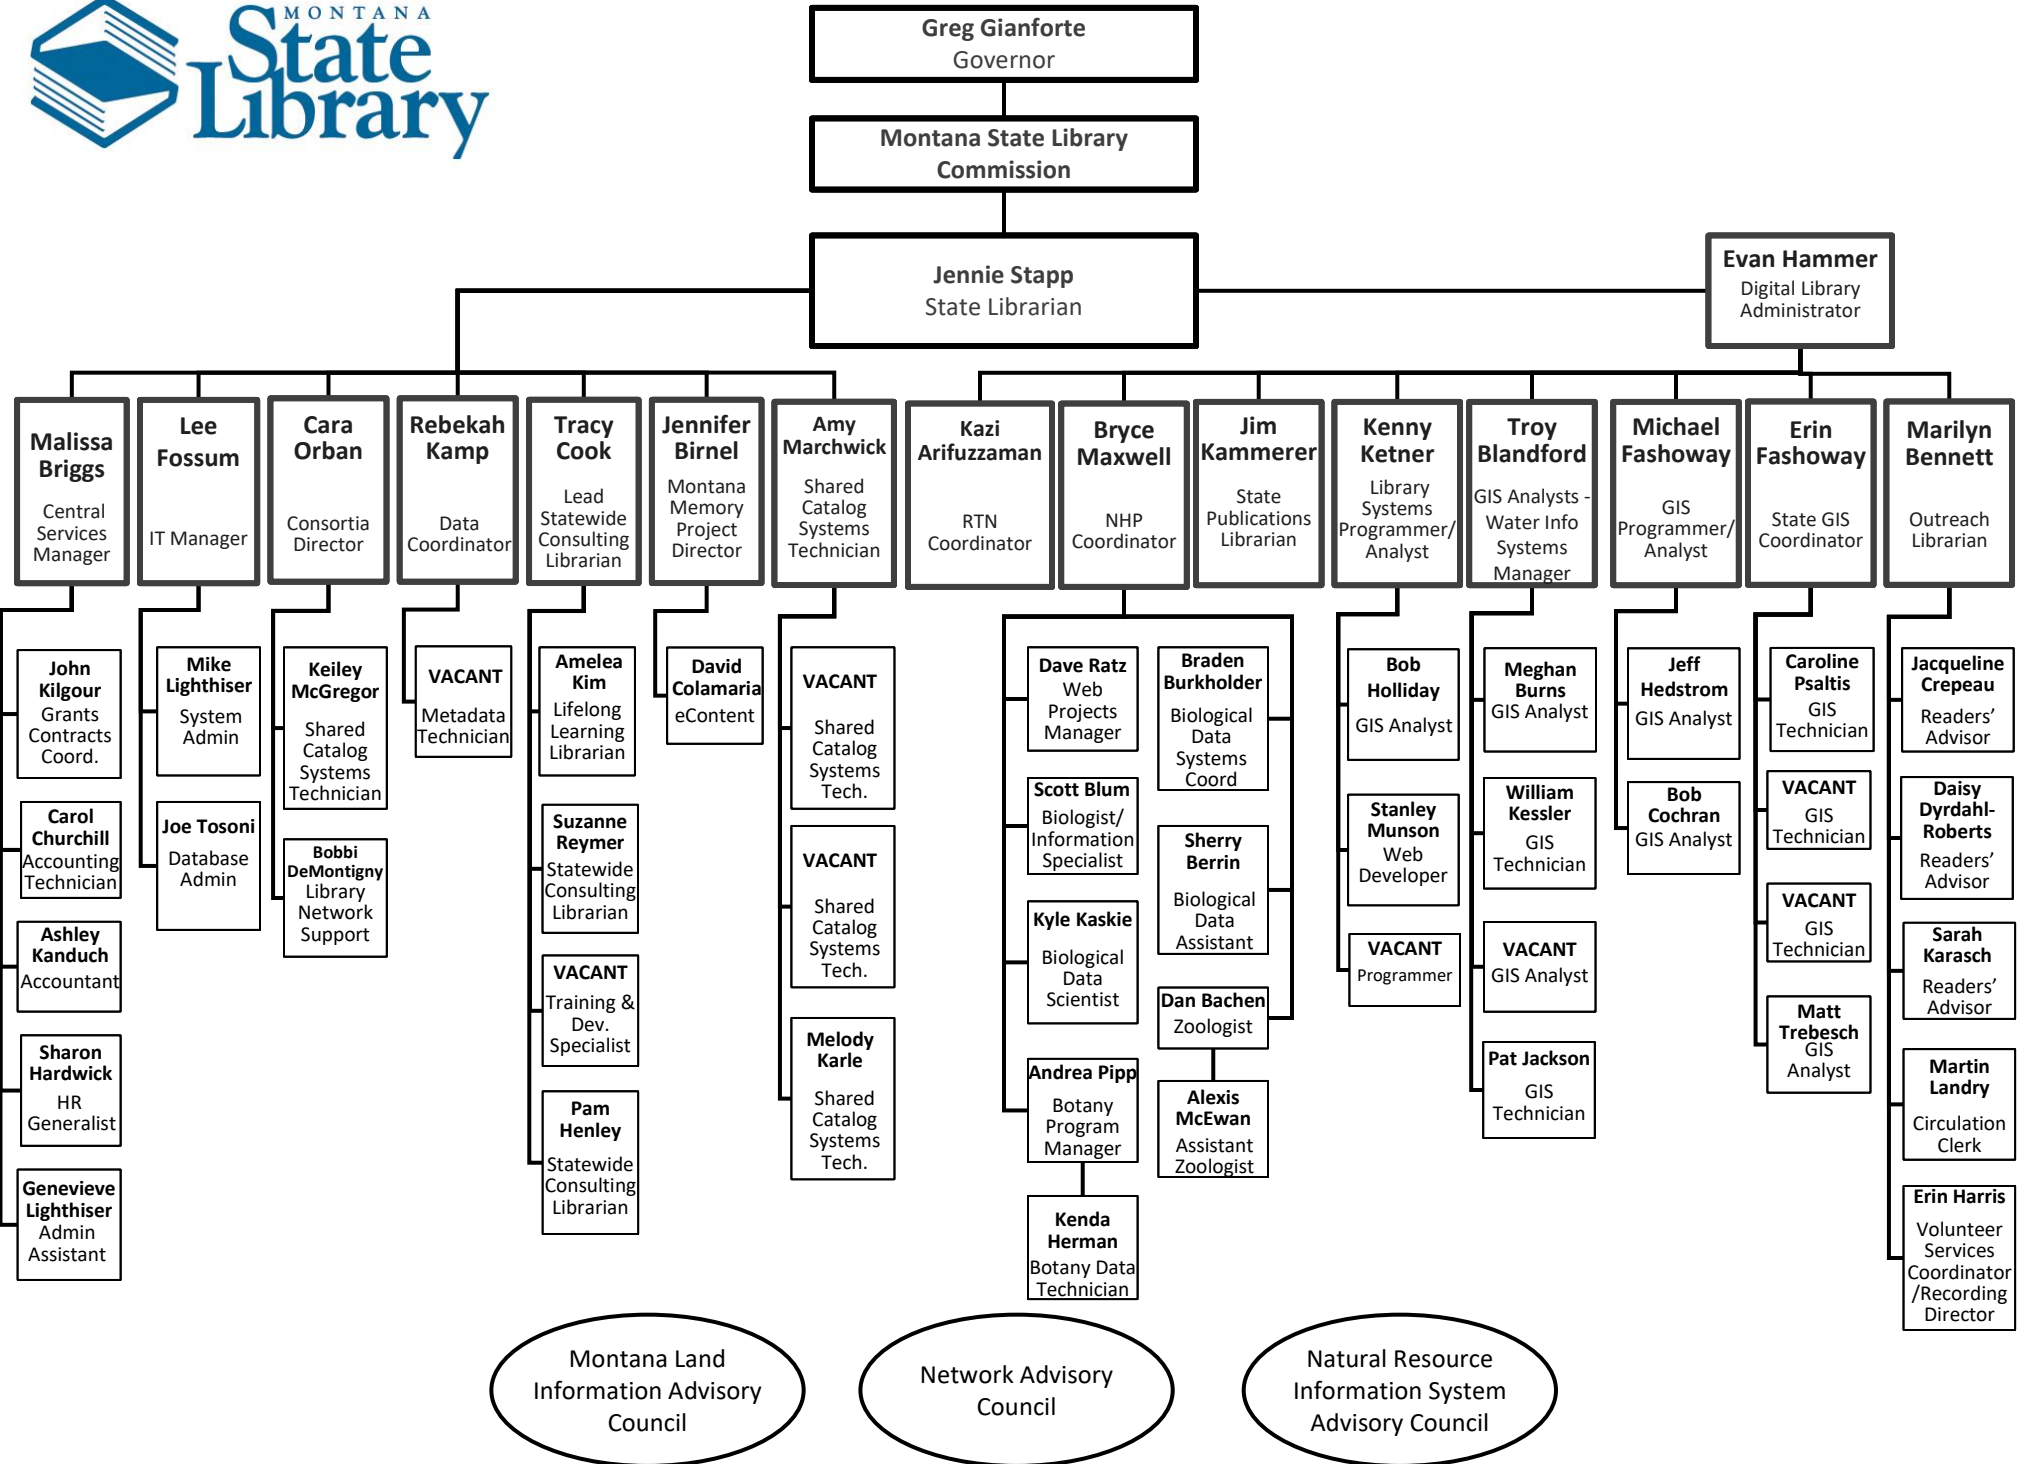 MONTANA
State
Library
Greg Gianforte
Governor
Montana State Library
Commission
Jennie Stapp
State Librarian
Evan Hammer
Digital Library
Administrator
Malissa
Briggs
Central
Services
Manager
Lee
Fossum
IT Manager
Cara
Orban
Consortia
Director
Rebekah
Kamp
Data
Coordinator
Tracy
Cook
Lead
Statewide
Consulting
Librarian
Jennifer
Birnel
Montana
Memory
Project
Director
Amy
Marchwick
Shared
Catalog
Systems
Technician
Kazi
Arifuzzaman
RTN
Coordinator
Bryce
Maxwell
NHP
Coordinator
Jim
Kammerer
State
Publications
Librarian
Kenny
Ketner
Library
Systems
Programmer/
Analyst
Troy
Blandford
GIS Analysts -
Water Info
Systems
Manager
Michael
Fashoway
GIS
Programmer/
Analyst
Erin
Fashoway
State GIS
Coordinator
Marilyn
Bennett
Outreach
Librarian
John
Kilgour
Grants
Contracts
Coord.
Carol
Churchill
Accounting
Technician
Ashley
Kanduch
Accountant
Sharon
Hardwick
HR
Generalist
Genevieve
Lighthiser
Admin
Assistant
Mike
Lighthiser
System
Admin
Joe Tosoni
Database
Admin
Keiley
McGregor
Shared
Catalog
Systems
Technician
Bobbi
DeMontigny
Library
Network
Support
VACANT
Metadata
Technician
Amelea
Kim
Lifelong
Learning
Librarian
Suzanne
Reymer
Statewide
Consulting
Librarian
VACANT
Training &
Dev.
Specialist
Pam
Henley
Statewide
Consulting
Librarian
David
Colamaria
eContent
VACANT
Shared
Catalog
Systems
Tech.
VACANT
Shared
Catalog
Systems
Tech.
Melody
Karle
Shared
Catalog
Systems
Tech.
Dave Ratz
Web
Projects
Manager
Scott Blum
Biologist/
Information
Specialist
Kyle Kaskie
Biological
Data
Scientist
Andrea Pipp
Botany
Program
Manager
Kenda
Herman
Botany Data
Technician
Braden
Burkholder
Biological
Data
Systems
Coord
Sherry
Berrin
Biological
Data
Assistant
Dan Bachen
Zoologist
Alexis
McEwan
Assistant
Zoologist
Bob
Holliday
GIS Analyst
Stanley
Munson
Web
Developer
VACANT
Programmer
Meghan
Burns
GIS Analyst
William
Kessler
GIS
Technician
VACANT
GIS Analyst
Pat Jackson
GIS
Technician
Jeff
Hedstrom
GIS Analyst
Bob
Cochran
GIS Analyst
Caroline
Psaltis
GIS
Technician
VACANT
GIS
Technician
VACANT
GIS
Technician
Matt
Trebesch
GIS
Analyst
Jacqueline
Crepeau
Readers’
Advisor
Daisy
Dyrdahl-
Roberts
Readers’
Advisor
Sarah
Karasch
Readers’
Advisor
Martin
Landry
Circulation
Clerk
Erin Harris
Volunteer
Services
Coordinator
/Recording
Director
Montana Land
Information Advisory
Council
Network Advisory
Council
Natural Resource
Information System
Advisory Council